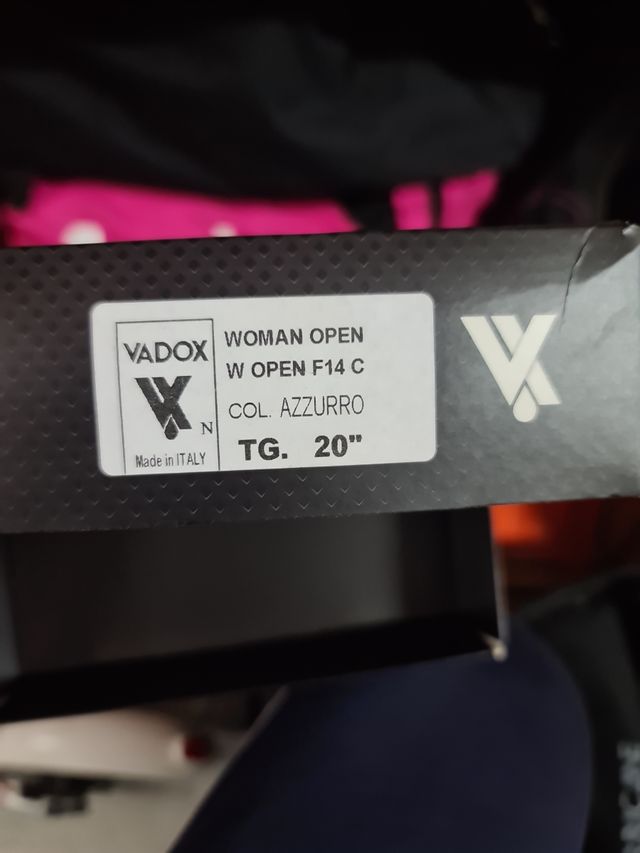 VADOX
N
Made in ITALY
WOMAN OPEN
W OPEN F14 C
COL. AZZURRO
TG. 20"